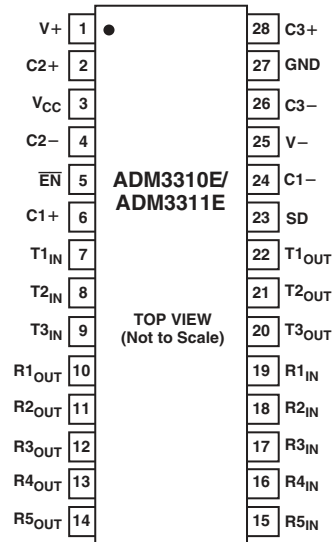 V+ 1 28 C3+
C2+ 2 27 GND
VCC 3 26 C3−
C2− 4 25 V−
EN 5 ADM3310E/ 24 C1−
C1+ 6 ADM3311E 23 SD
T1IN 7 22 T1OUT
T2IN 8 21 T2OUT
T3IN 9 TOP VIEW 20 T3OUT
(Not to Scale)
R1OUT 10 19 R1IN
R2OUT 11 18 R2IN
R3OUT 12 17 R3IN
R4OUT 13 16 R4IN
R5OUT 14 15 R5IN